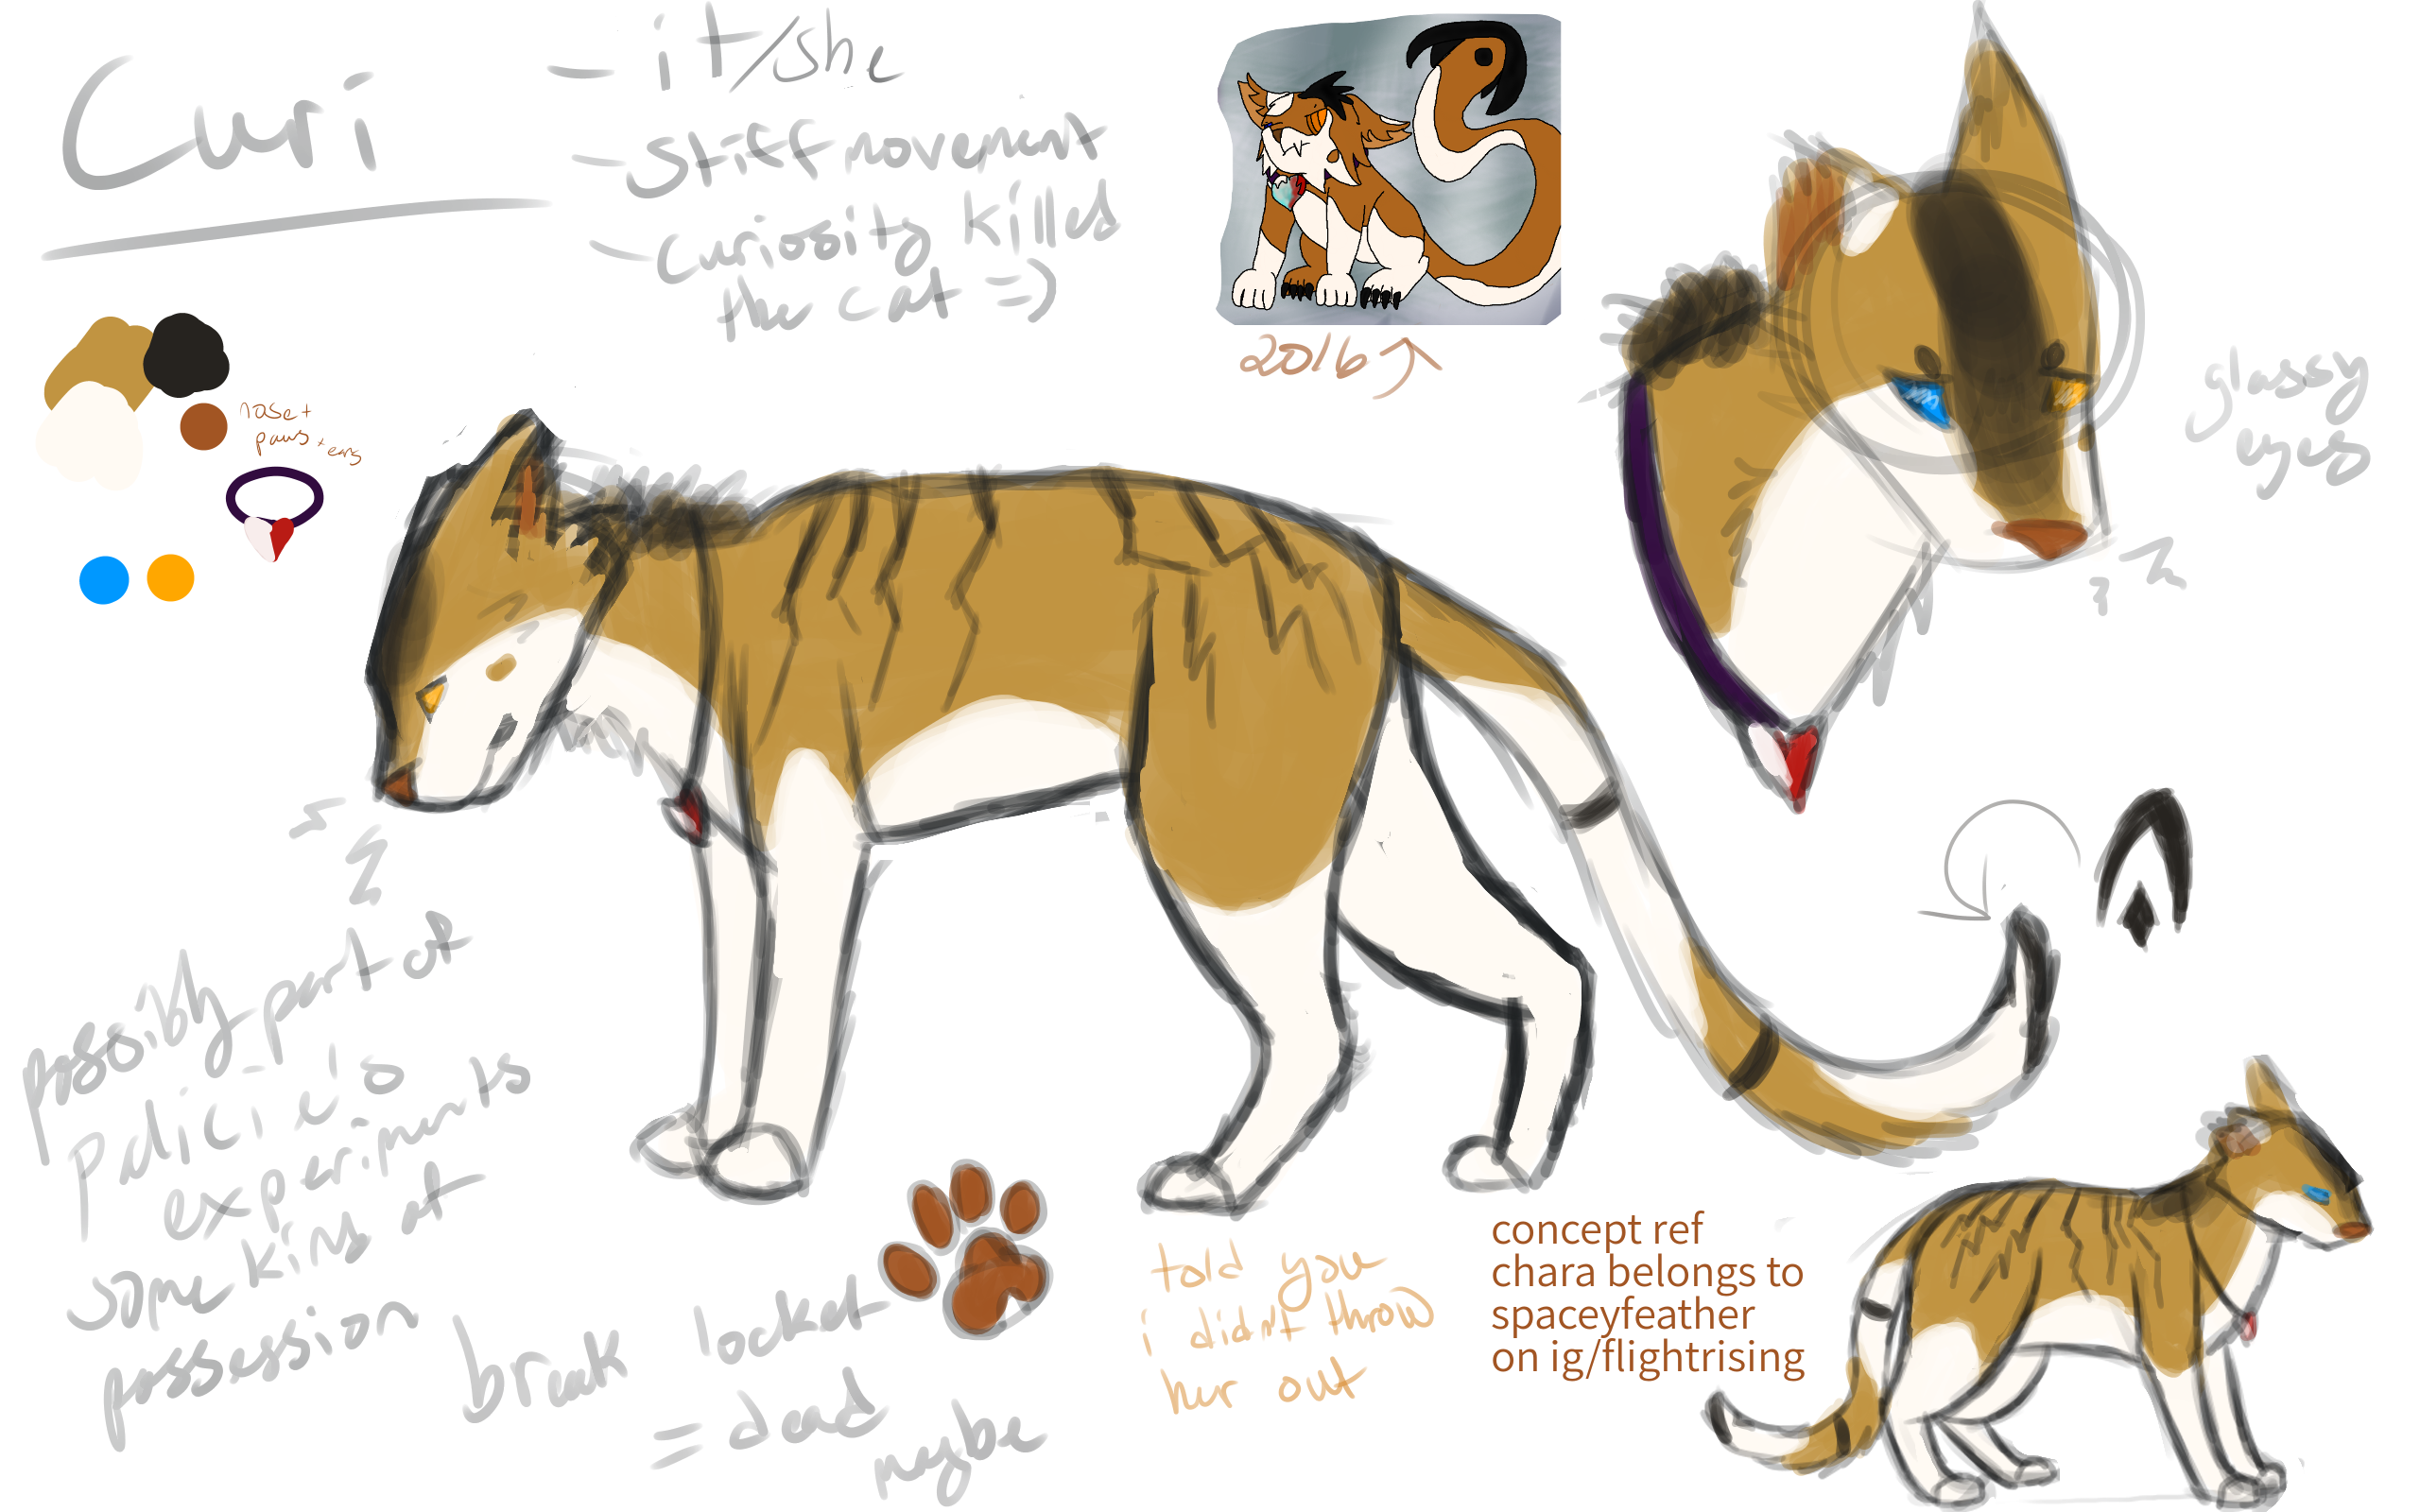 Curi
- it/she
- stiff movement
- curiosity killed
the cat =)
2016
nose +
paws + ears
glassy
eyes
possibly part of
experiments
some kind of
possession
break locket
= dead
maybe
told you
i didn't throw
her out
concept ref
chara belongs to
spaceyfeather
on ig/flightrising